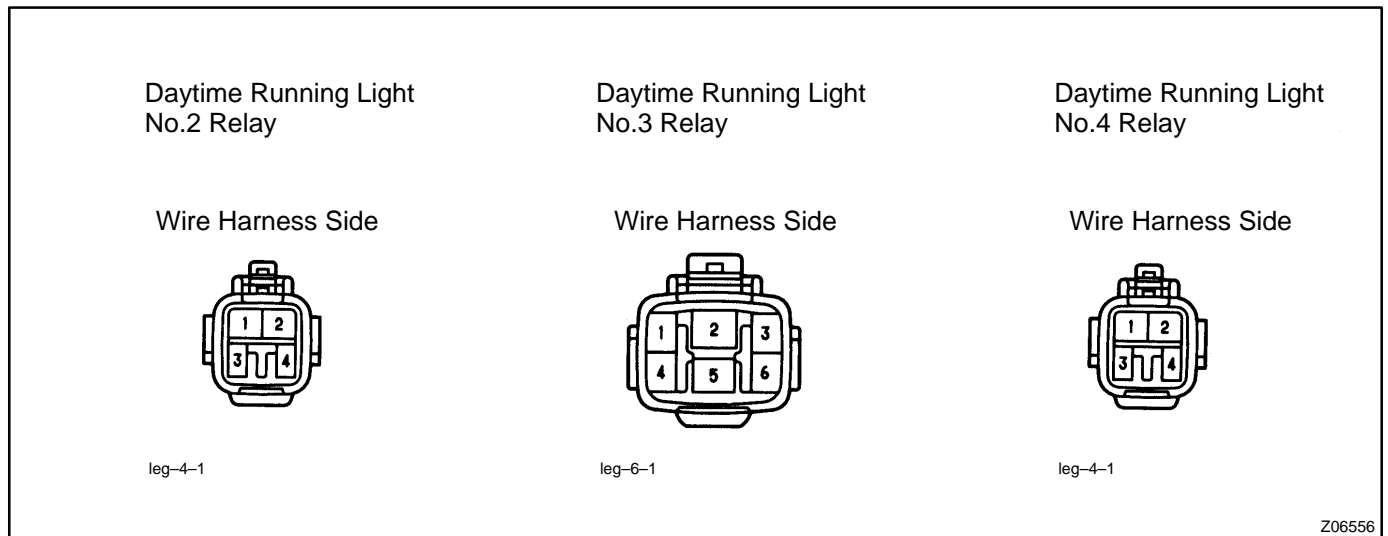 Daytime Running Light
No.2 Relay
Wire Harness Side
1 2
3 4
leg–4–1
Daytime Running Light
No.3 Relay
Wire Harness Side
1 2 3
4 5 6
leg–6–1
Daytime Running Light
No.4 Relay
Wire Harness Side
1 2
3 4
leg–4–1
Z06556